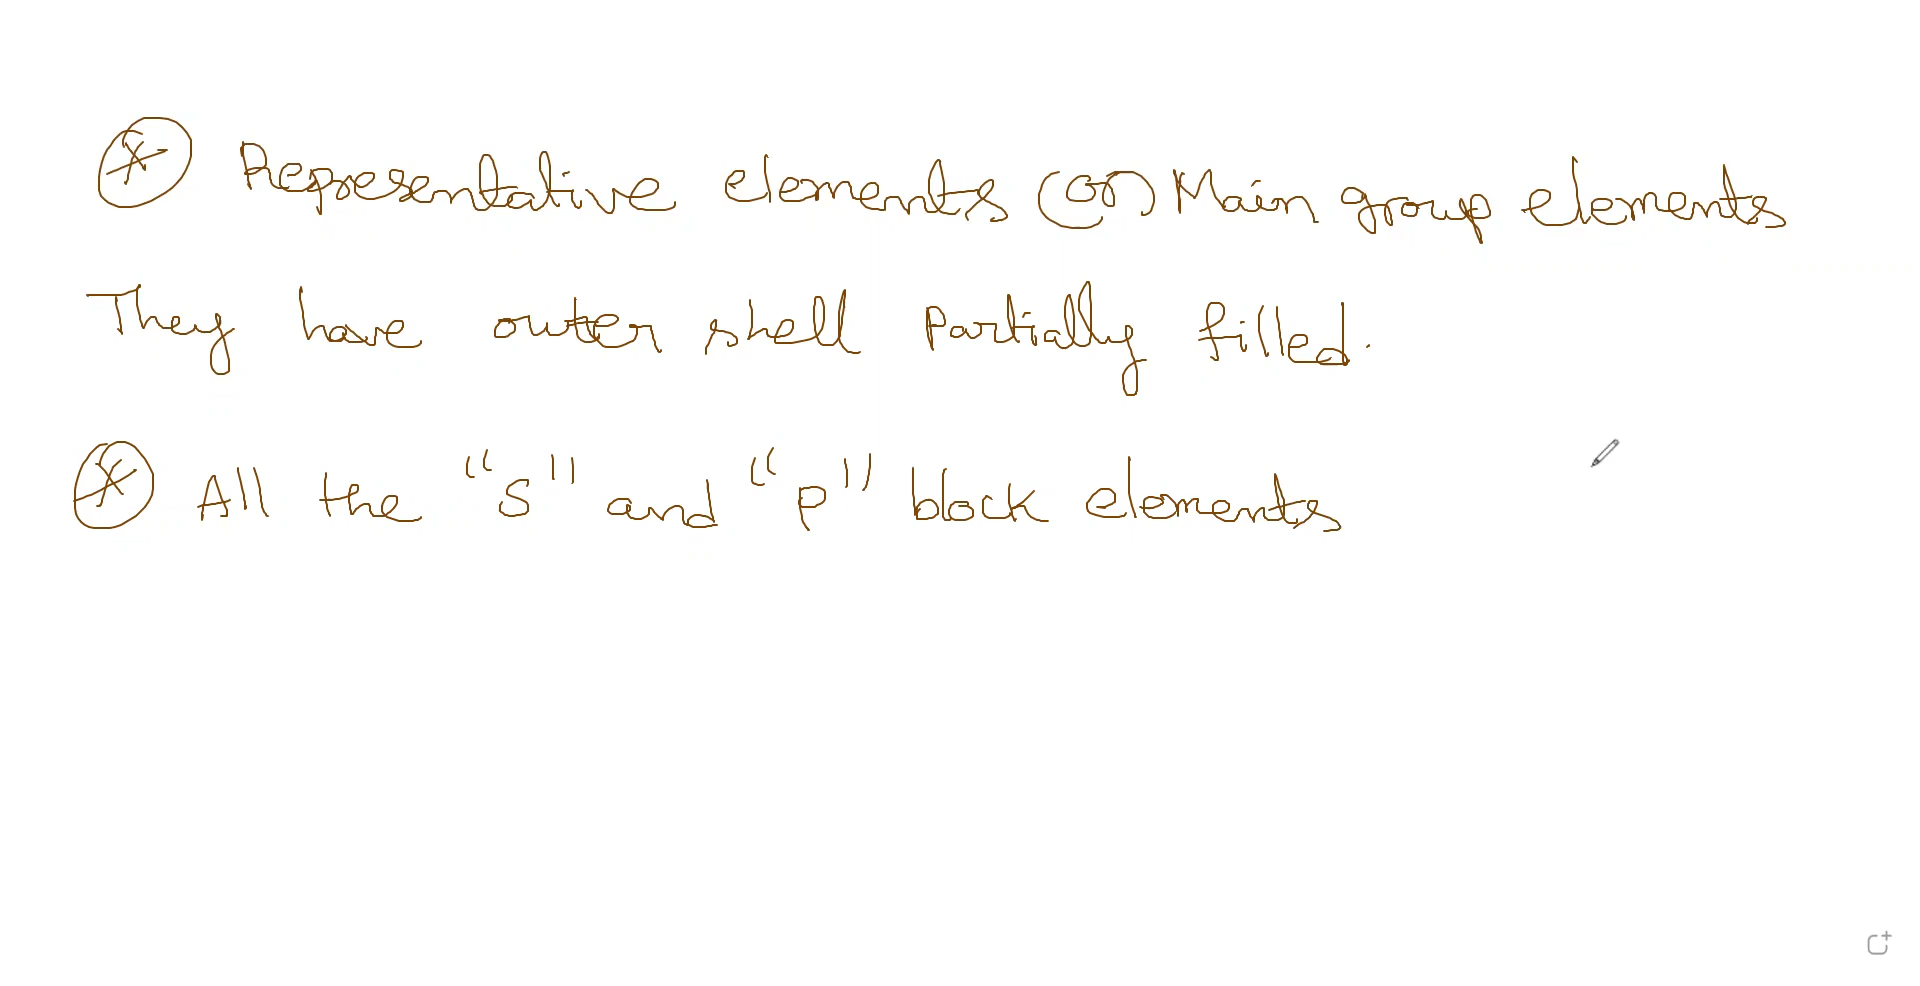 Representative elements (or) Main group elements
They have outer shell Partially filled.
All the "S" and "P" block elements